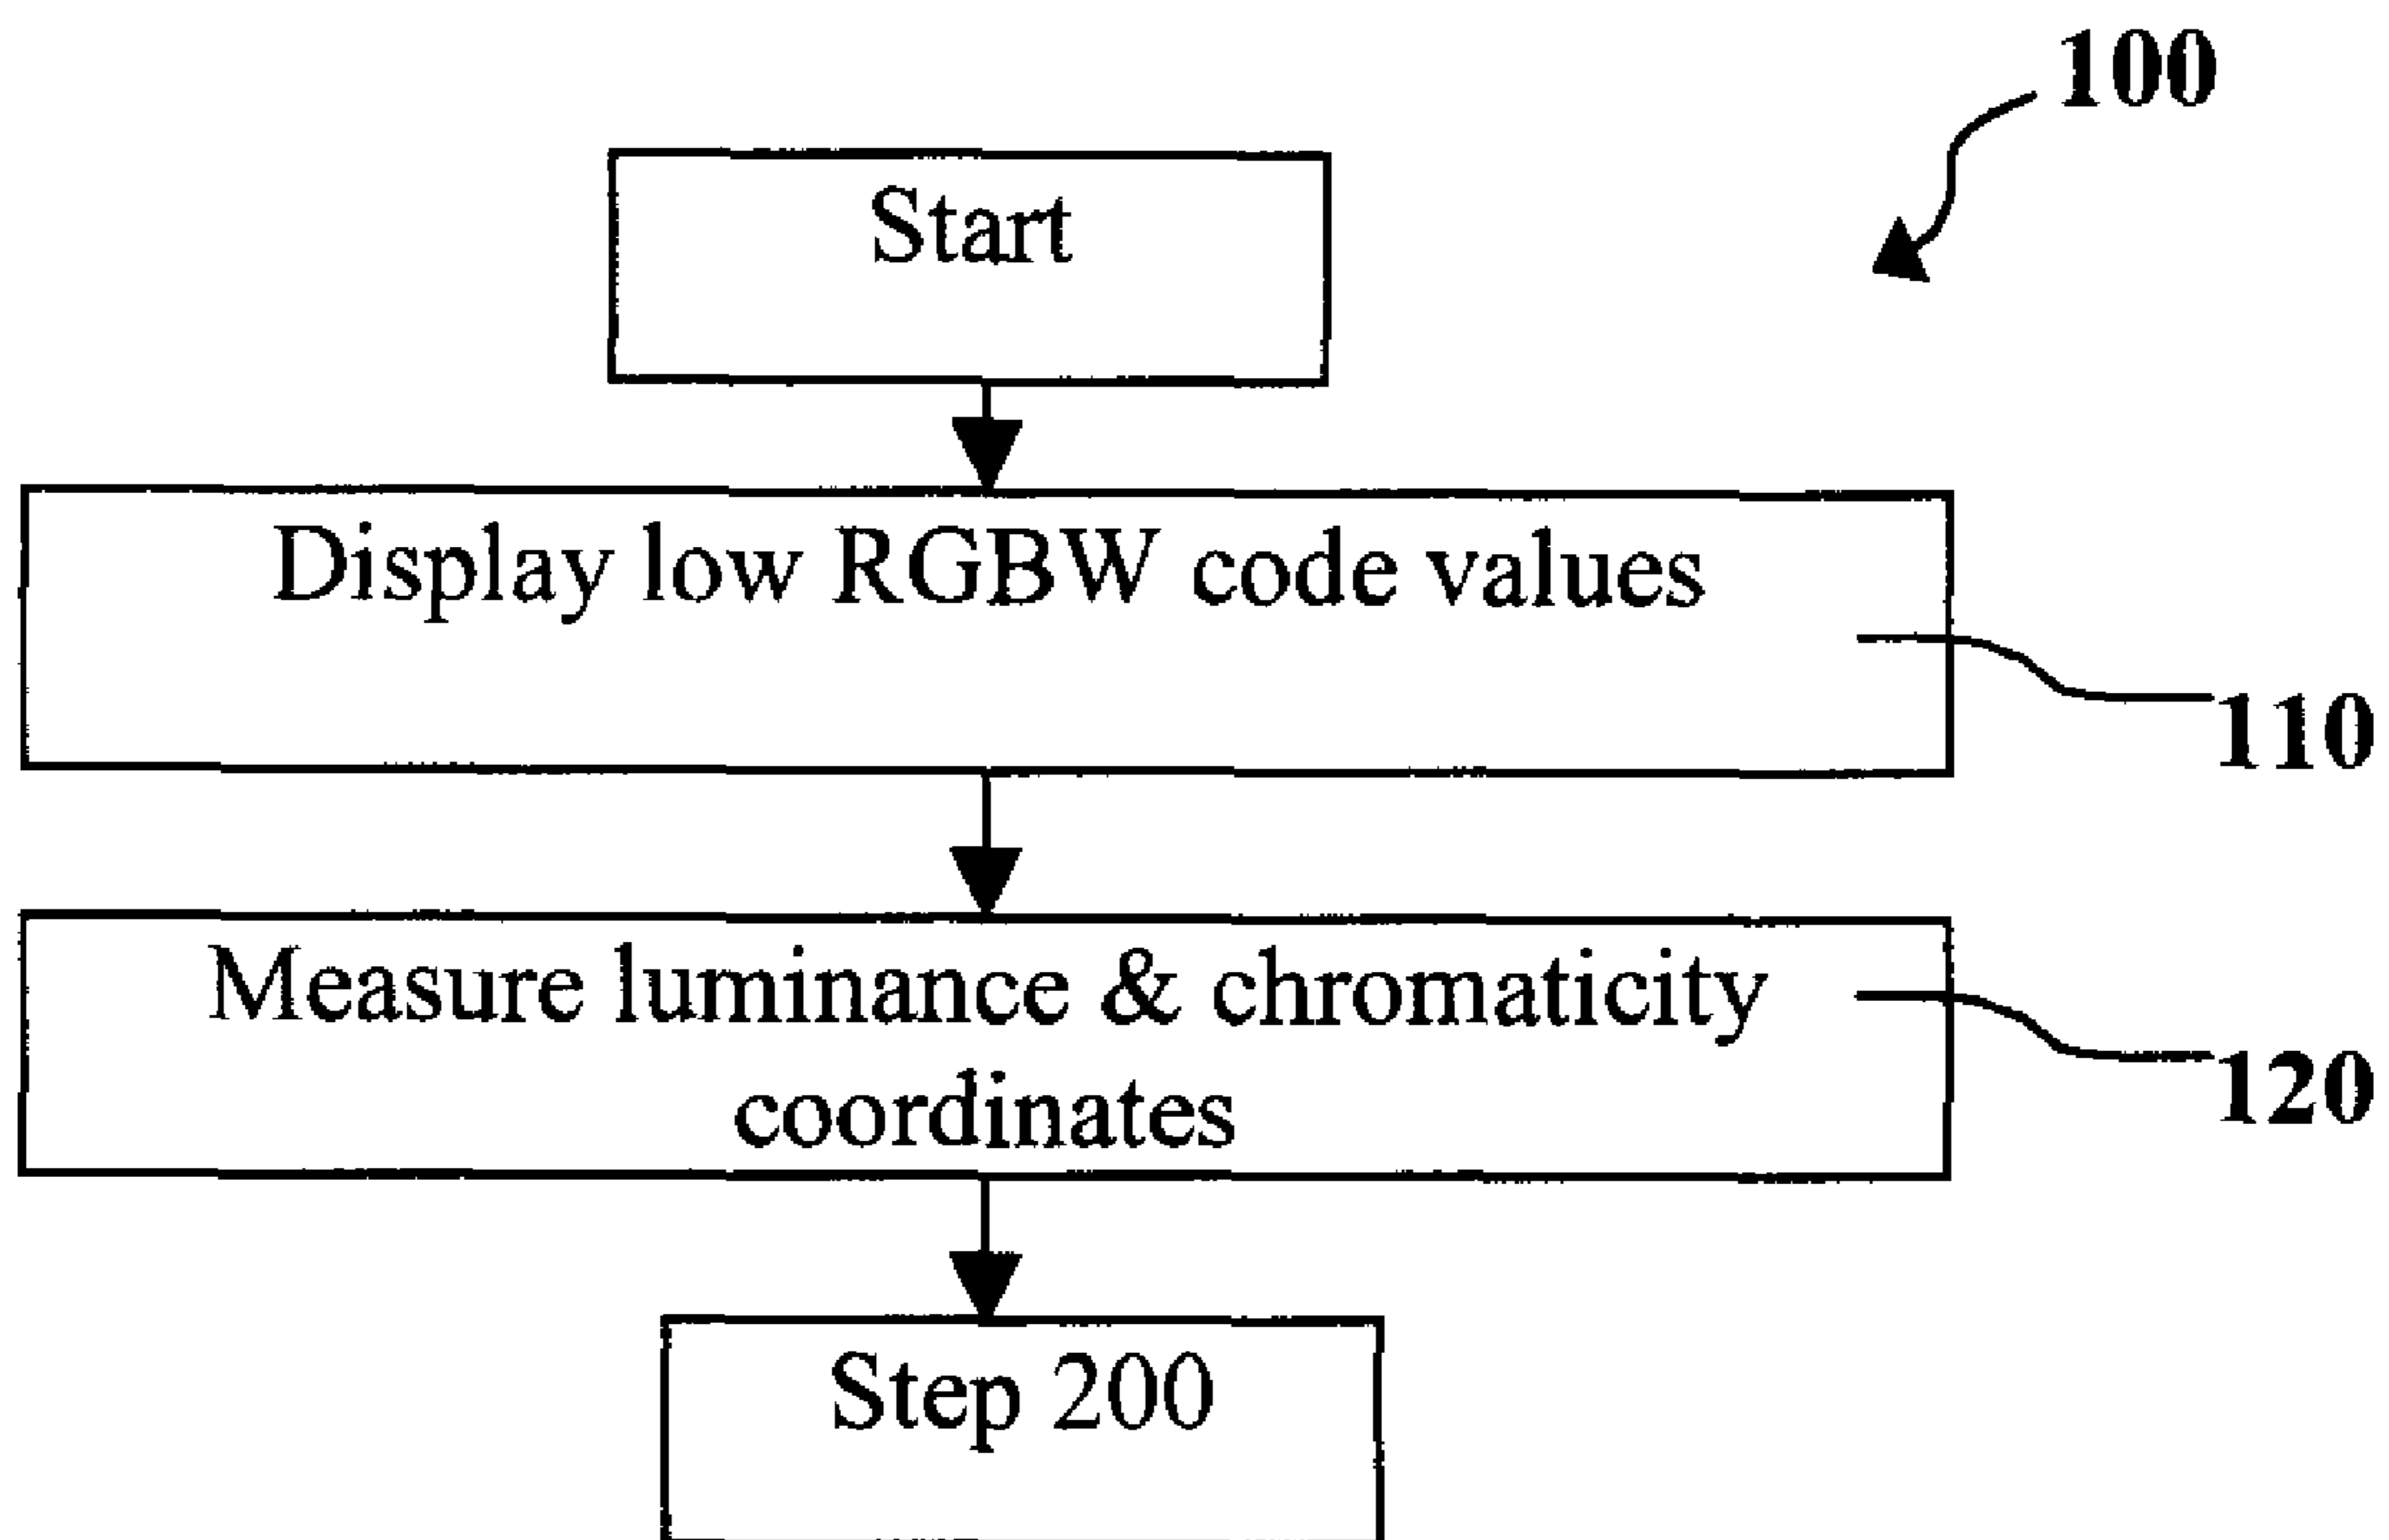 100
Start
Display low RGBW code values
110
Measure luminance & chromaticity
coordinates
120
Step 200